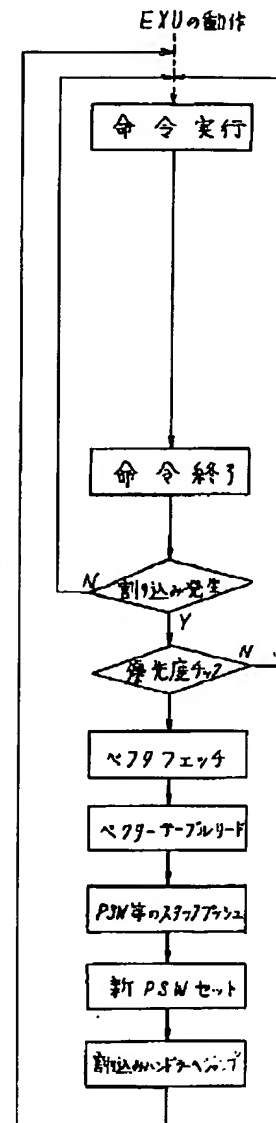 EXUの動作
命令実行
命令終了
N
割り込み発生
Y
N
優先度チック
ベクタフェッチ
ベクターテーブルリード
PSW等のスタックプッシュ
新PSWセット
割り込みハンドラーへジャンプ